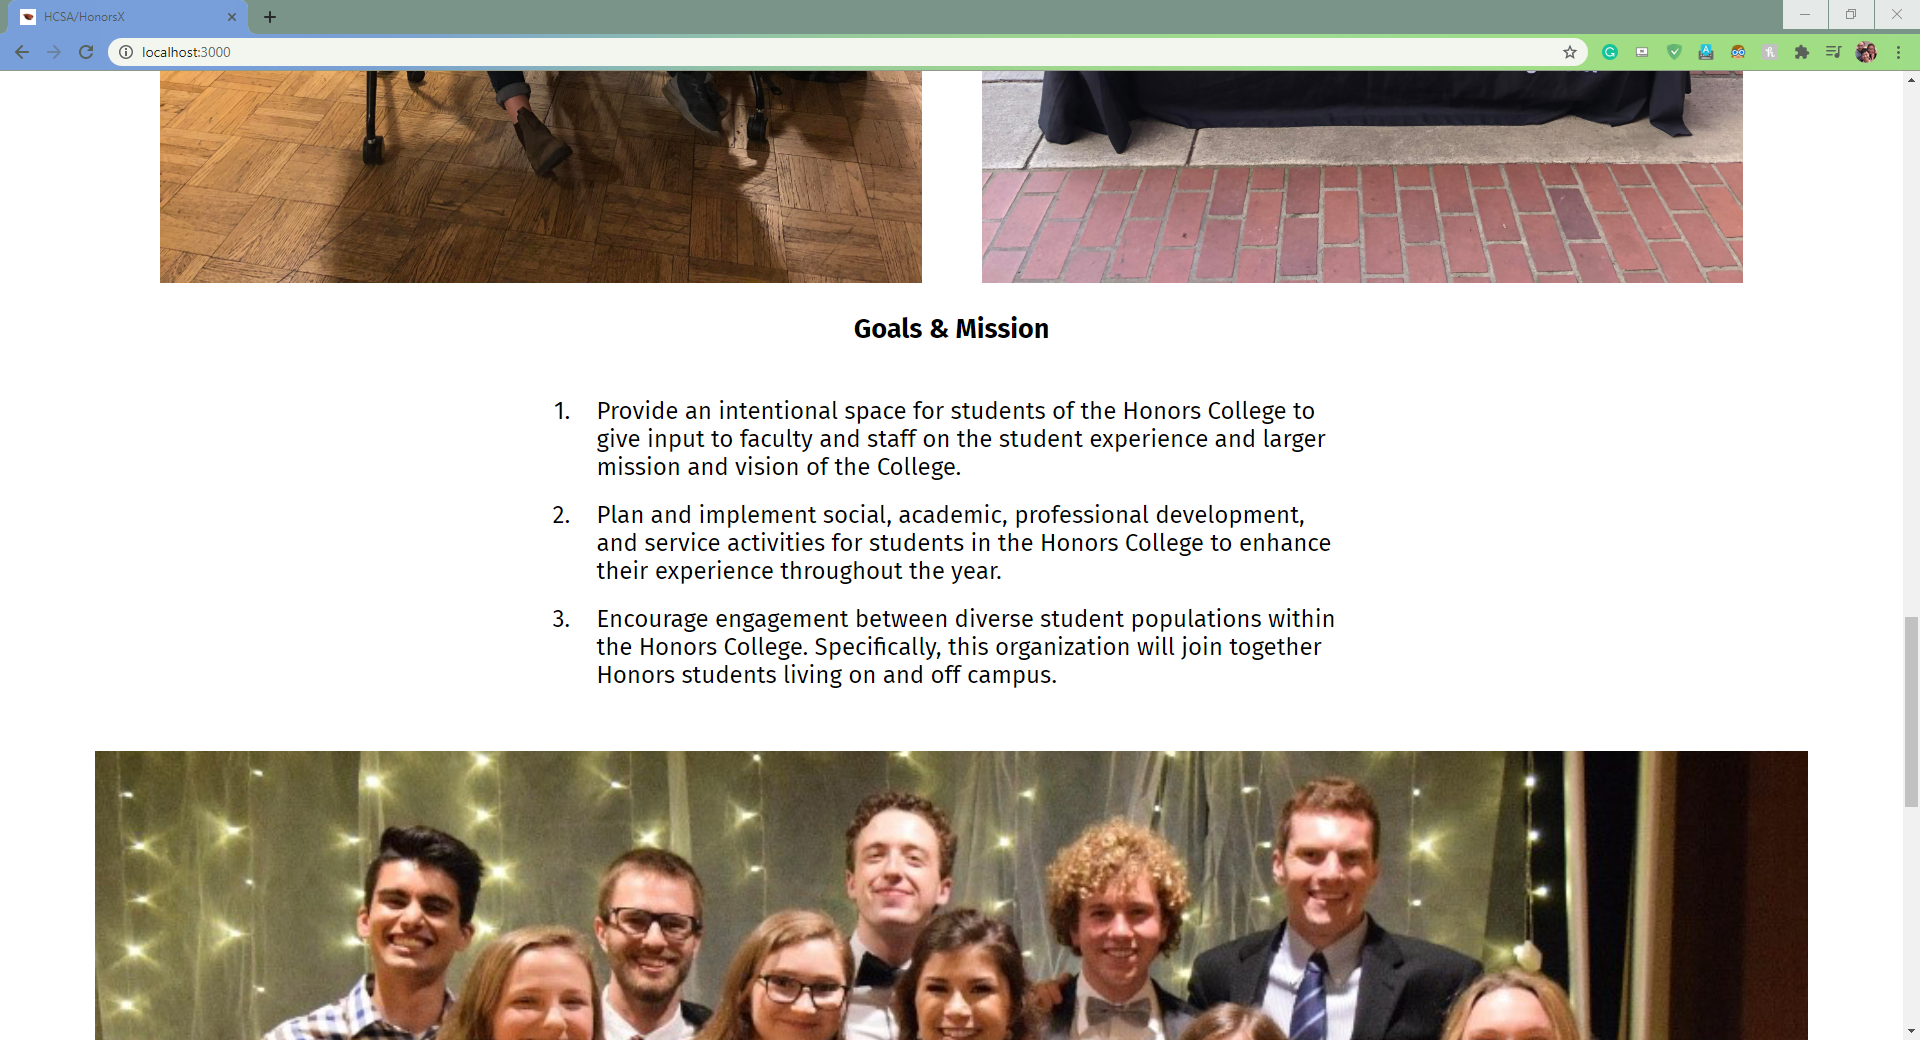 HCSA/HonorsX
localhost:3000
Goals & Mission
1. Provide an intentional space for students of the Honors College to
give input to faculty and staff on the student experience and larger
mission and vision of the College.
2. Plan and implement social, academic, professional development,
and service activities for students in the Honors College to enhance
their experience throughout the year.
3. Encourage engagement between diverse student populations within
the Honors College. Specifically, this organization will join together
Honors students living on and off campus.